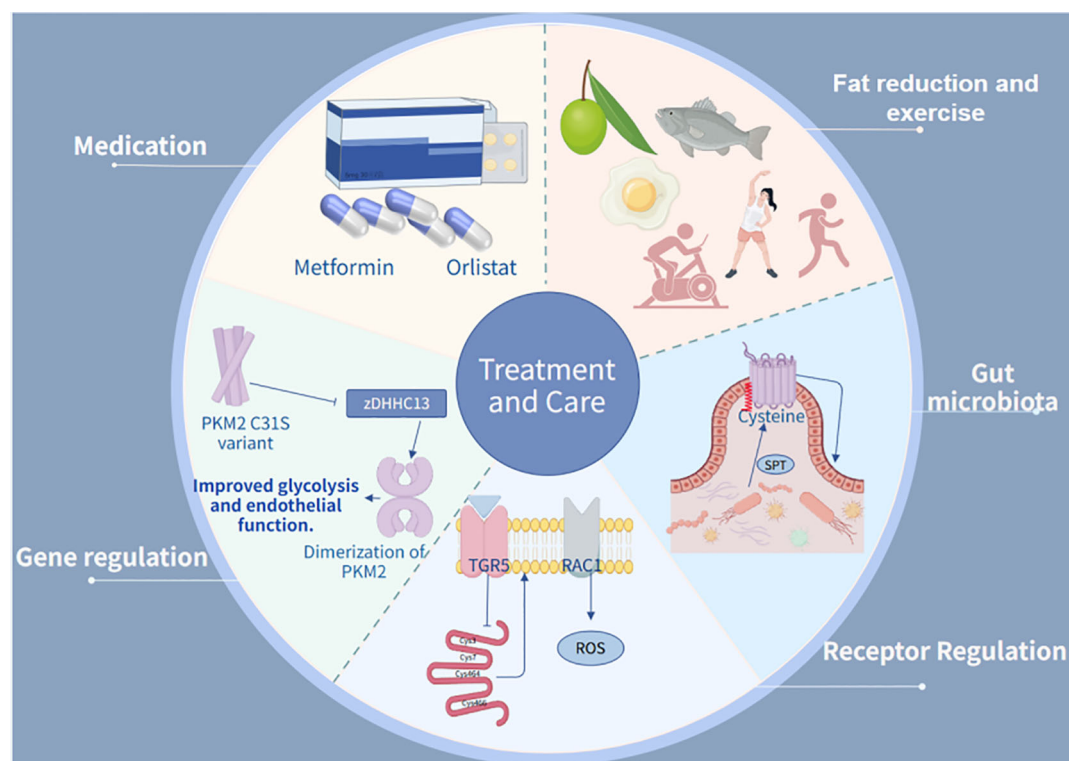 Medication
Fat reduction and
exercise
Metformin
Orlistat
Treatment
and Care
PKM2 C31S
variant
zDHHC13
Improved glycolysis
and endothelial
function.
Dimerization of
PKM2
Gene regulation
Gut
microbiota
Cysteine
SPT
TGR5
RAC1
Cys3
Cys7
Cys464
Cys466
ROS
Receptor Regulation